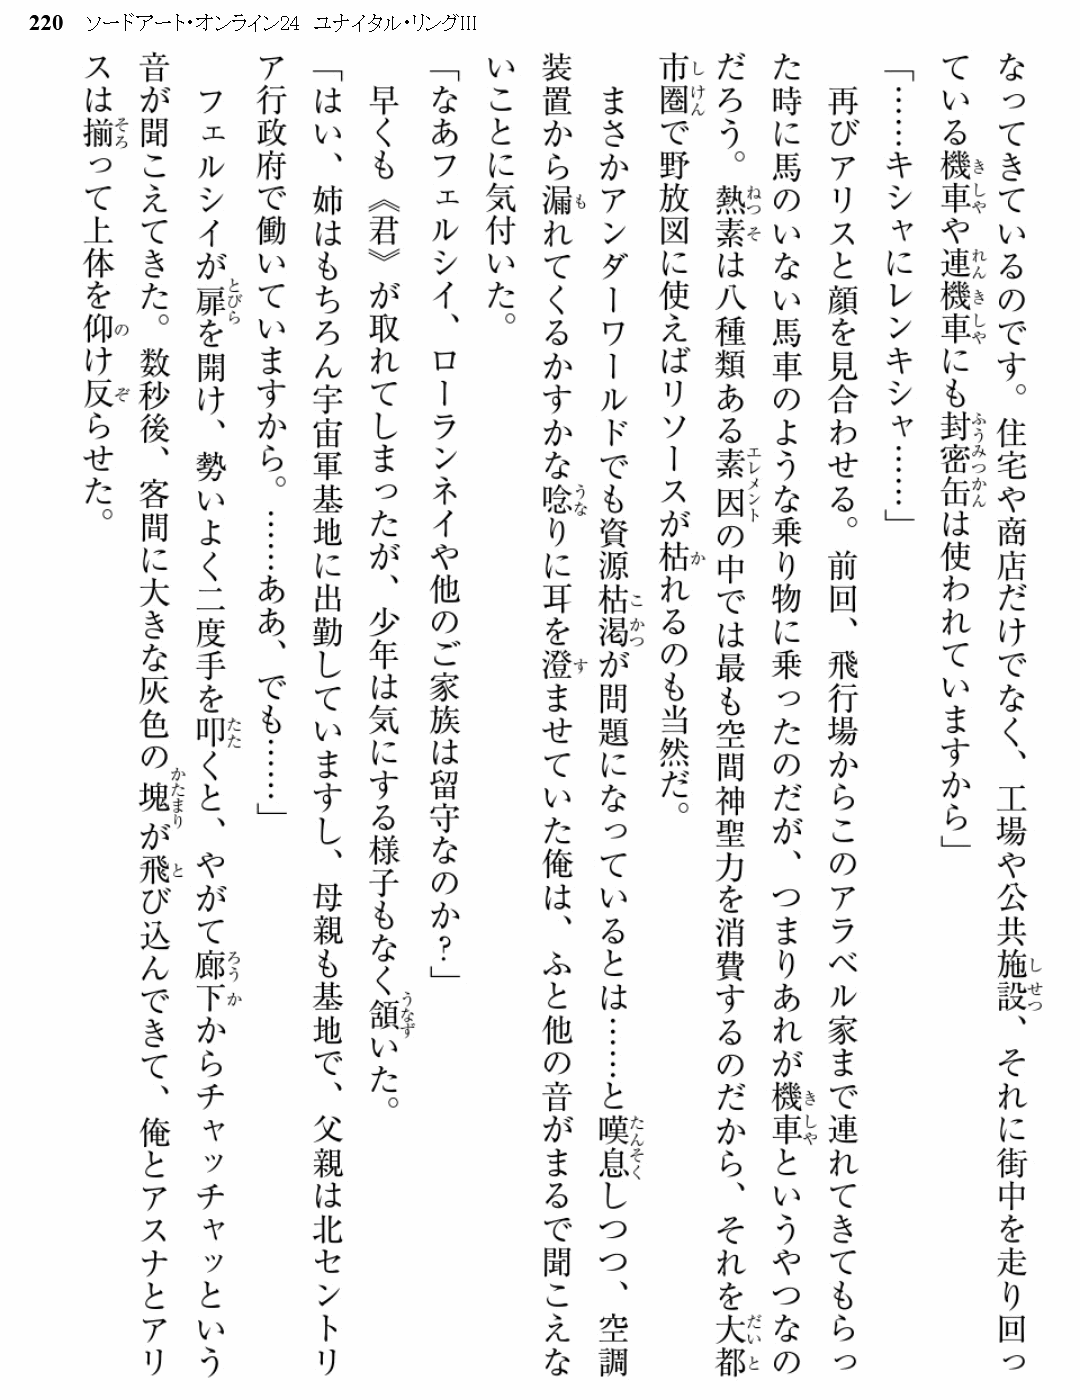 220 ソードアート・オンライン24 ユナイタル・リングIII
なってきているのです。住宅や商店だけでなく、工場や公共施設、それに街中を走り回っ
ている機車や連機車にも封密缶は使われていますから」
「……キシャにレンキシャ……」
再びアリスと顔を見合わせる。前回、飛行場からこのアラベル家まで連れてきてもらっ
た時に馬のいない馬車のような乗り物に乗ったのだが、つまりあれが機車というやつなの
だろう。熱素は八種類ある素因の中では最も空間神聖力を消費するのだから、それを大都
市圏で野放図に使えばリソースが枯れるのも当然だ。
まさかアンダーワールドでも資源枯渇が問題になっているとは……と嘆息しつつ、空調
装置から漏れてくるかすかな唸りに耳を澄ませていた俺は、ふと他の音がまるで聞こえな
いことに気付いた。
「なあフェルシイ、ローランネイや他のご家族は留守なのか？」
早くも《君》が取れてしまったが、少年は気にする様子もなく頷いた。
「はい、姉はもちろん宇宙軍基地に出勤していますし、母親も基地で、父親は北セントリ
ア行政府で働いていますから。……ああ、でも……」
フェルシイが扉を開け、勢いよく二度手を叩くと、やがて廊下からチャッチャッという
音が聞こえてきた。数秒後、客間に大きな灰色の塊が飛び込んできて、俺とアスナとアリ
スは揃って上体を仰け反らせた。